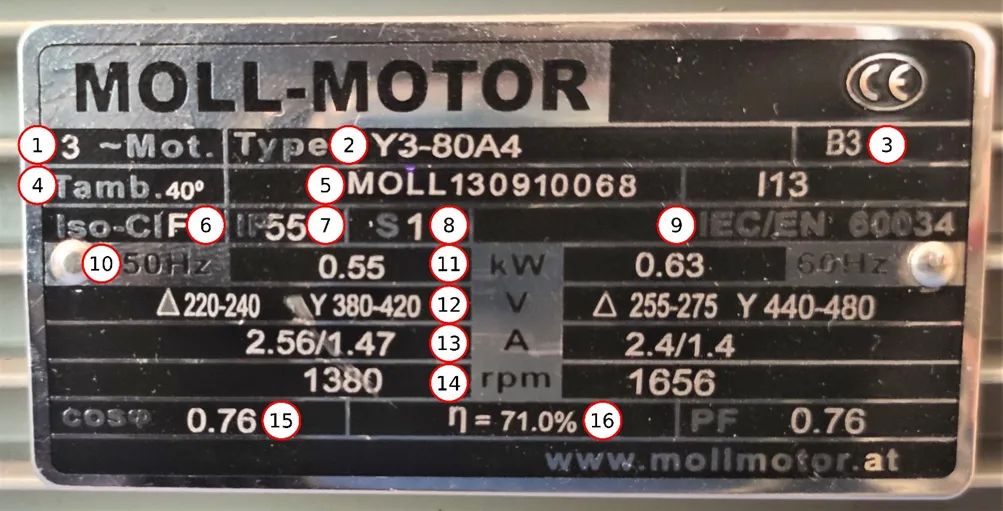 MOLL-MOTOR CE
1 3 ~Mot. Type 2 Y3-80A4 B3 3
4 Tamb.40° 5 MOLL130910068 I13
Iso-Cl F 6 IP55 7 S1 8 9 IEC/EN 60034
10 50Hz 0.55 11 kW 0.63 60Hz
Δ 220-240 Y 380-420 12 V Δ 255-275 Y 440-480
2.56/1.47 13 A 2.4/1.4
1380 14 rpm 1656
cosφ 0.76 15 η = 71.0% 16 PF 0.76
www.mollmotor.at